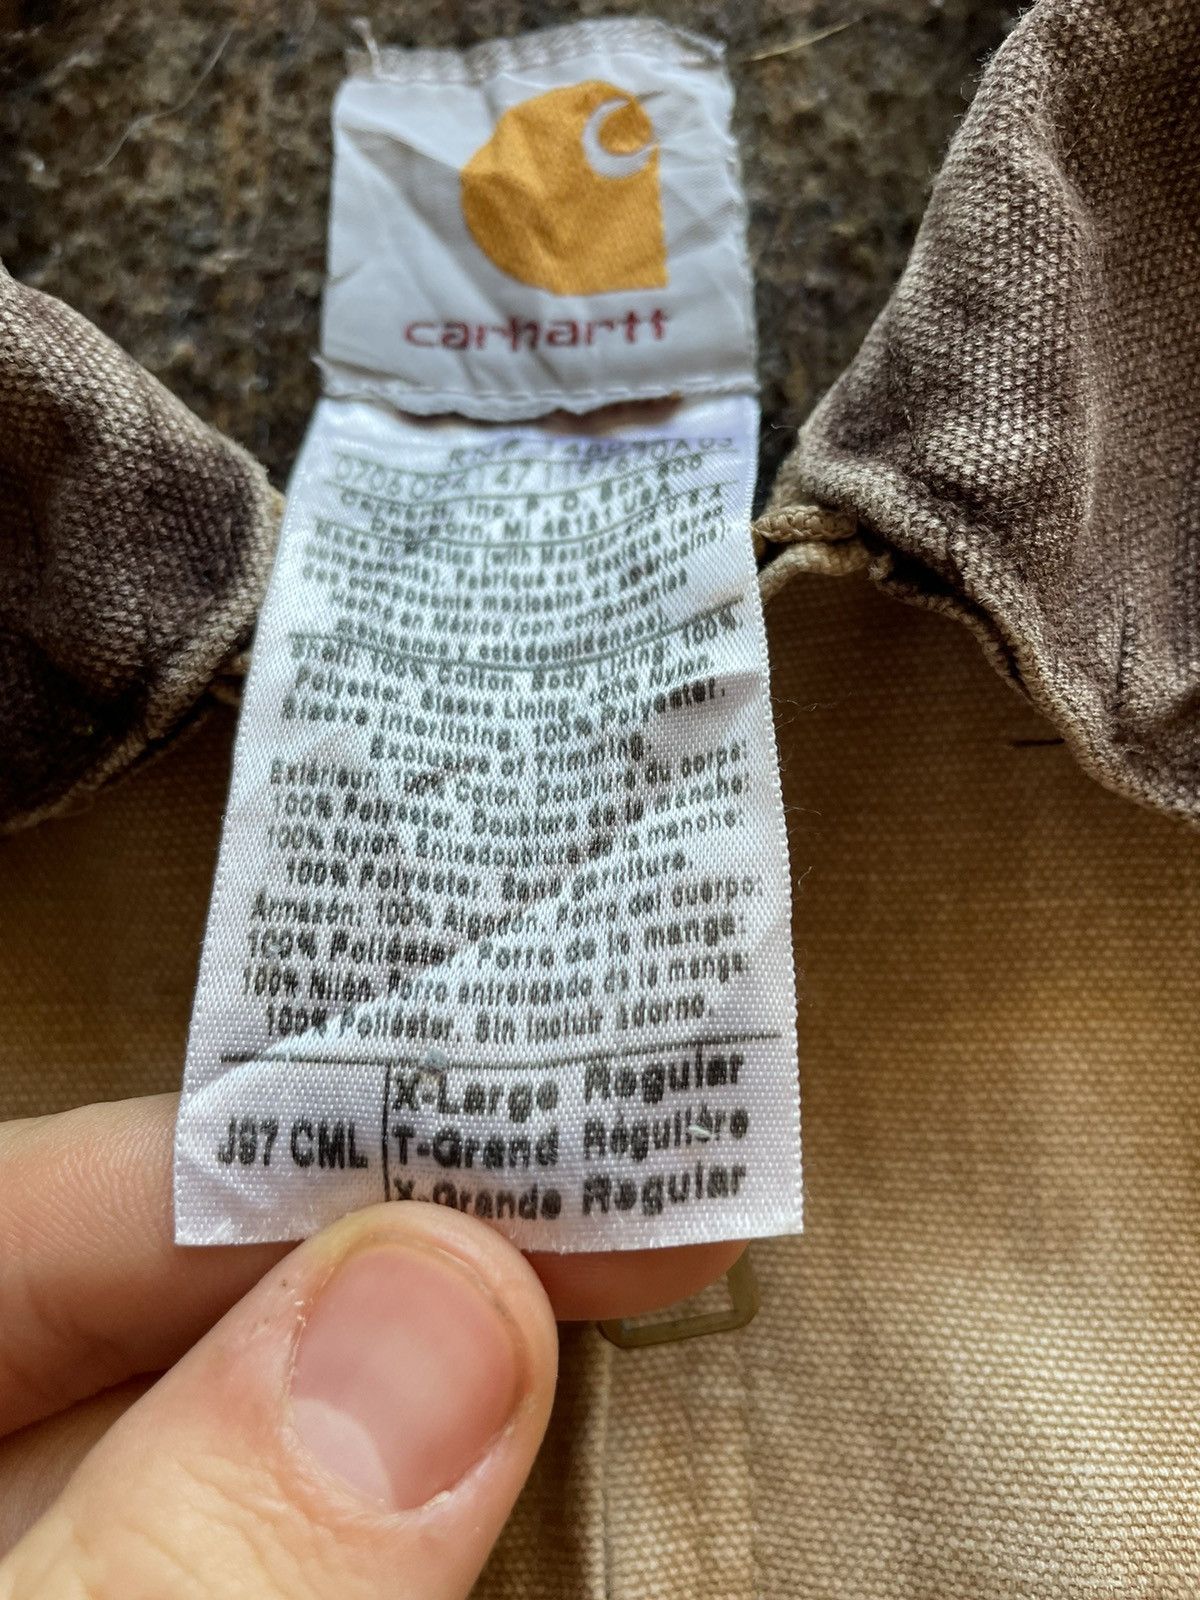 carhartt
Carhartt, Inc. P. O. Box 600
Dearborn, MI 48121 USA
Made in Mexico (with Mexican and U.S.A.
components). Fabriqué au Mexique (avec
des composants mexicains et américains).
Hecho en México (con componentes
mexicanos y estadounidenses).
Shell: 100% Cotton. Body Lining: 100%
Polyester. Sleeve Lining: 100% Nylon.
Sleeve Interlining: 100% Polyester.
Exclusive of Trimming.
Extérieur: 100% Coton. Doublure du corps:
100% Polyester. Doublure de la manche:
100% Nylon. Entredoublure de la manche:
100% Polyester. Sans garniture.
Armazón: 100% Algodón. Forro del cuerpo:
100% Poliéster. Forro de la manga:
100% Nilon. Forro entrelazado de la manga.
100% Poliéster. Sin incluir adorno.
J97 CML
X-Large Regular
T-Grand Régulière
X-Grande Regular